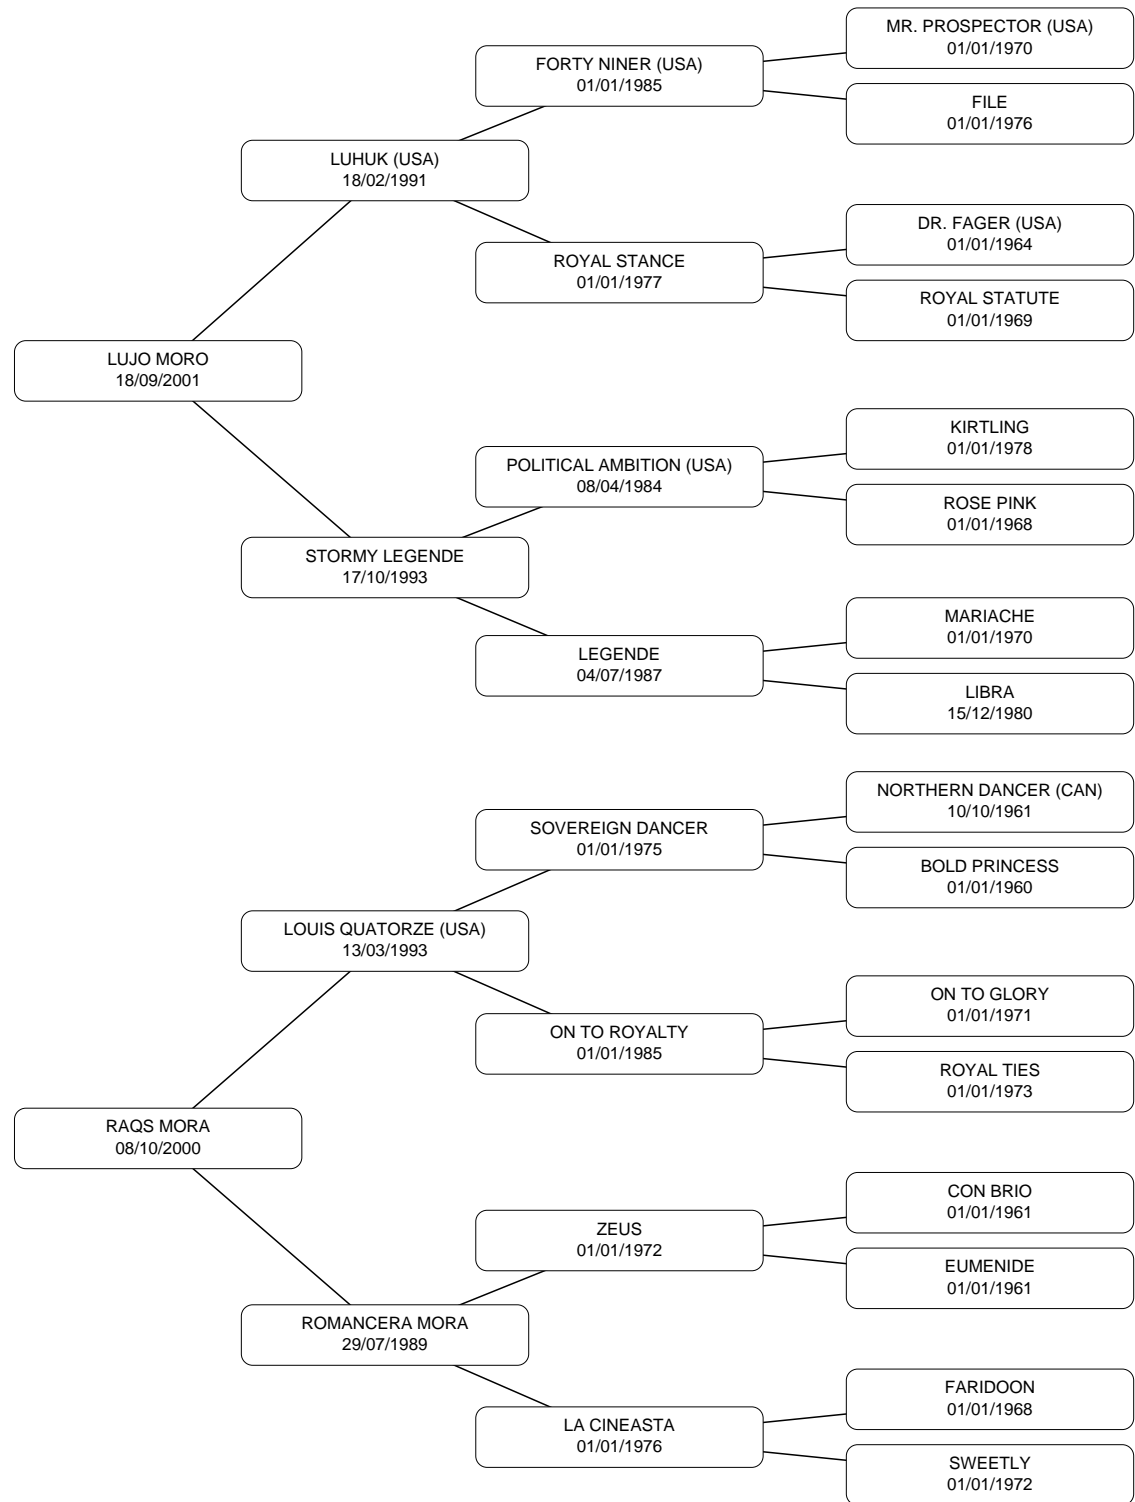 MR. PROSPECTOR (USA)
01/01/1970
FORTY NINER (USA)
01/01/1985
FILE
01/01/1976
LUHUK (USA)
18/02/1991
DR. FAGER (USA)
01/01/1964
ROYAL STANCE
01/01/1977
ROYAL STATUTE
01/01/1969
LUJO MORO
18/09/2001
KIRTLING
01/01/1978
POLITICAL AMBITION (USA)
08/04/1984
ROSE PINK
01/01/1968
STORMY LEGENDE
17/10/1993
MARIACHE
01/01/1970
LEGENDE
04/07/1987
LIBRA
15/12/1980
NORTHERN DANCER (CAN)
10/10/1961
SOVEREIGN DANCER
01/01/1975
BOLD PRINCESS
01/01/1960
LOUIS QUATORZE (USA)
13/03/1993
ON TO GLORY
01/01/1971
ON TO ROYALTY
01/01/1985
ROYAL TIES
01/01/1973
RAQS MORA
08/10/2000
CON BRIO
01/01/1961
ZEUS
01/01/1972
EUMENIDE
01/01/1961
ROMANCERA MORA
29/07/1989
FARIDOON
01/01/1968
LA CINEASTA
01/01/1976
SWEETLY
01/01/1972